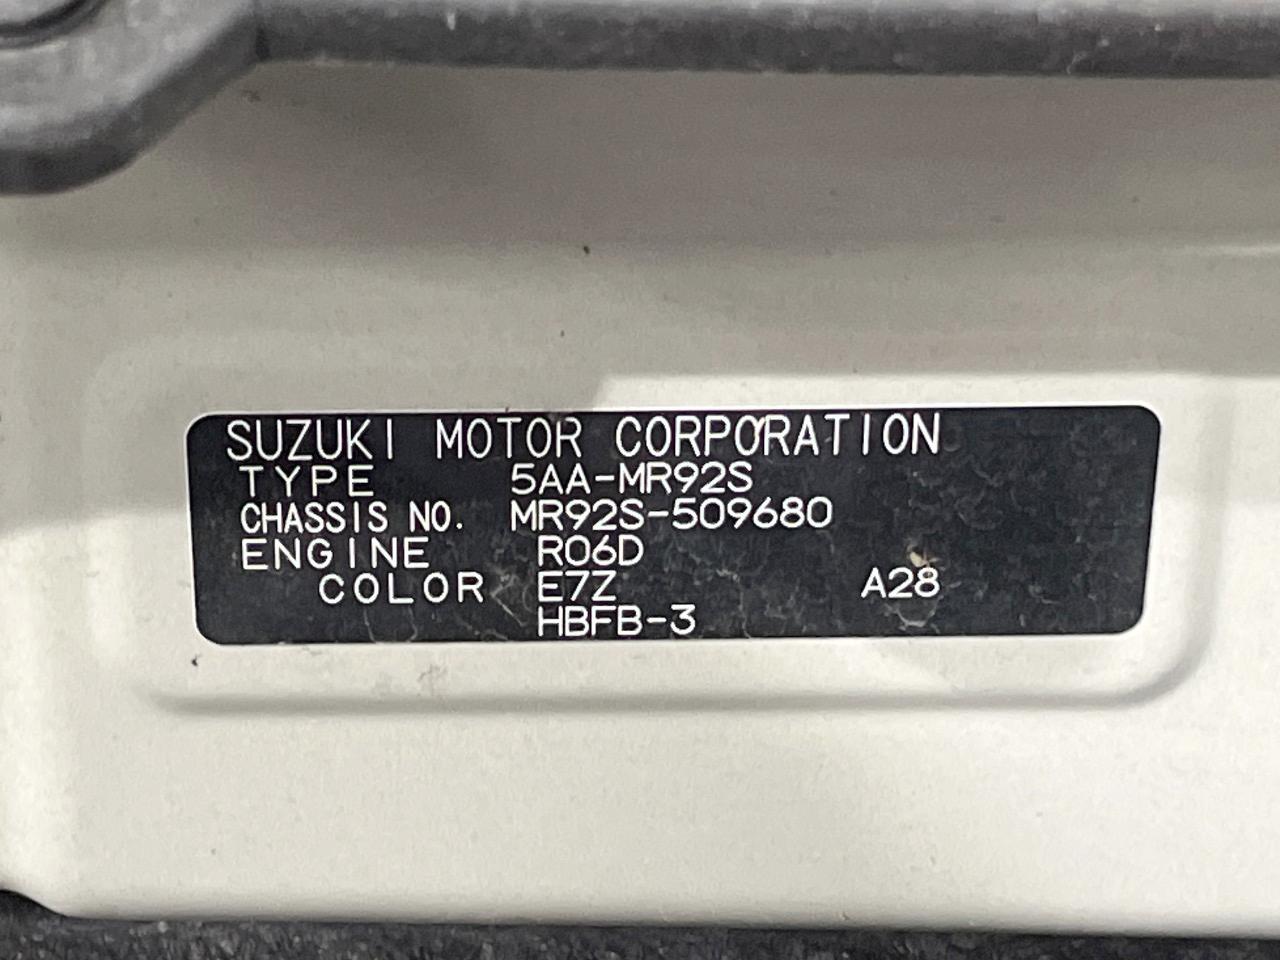 SUZUKI MOTOR CORPORATION
TYPE 5AA-MR92S
CHASSIS NO. MR92S-509680
ENGINE R06D
COLOR E7Z A28
HBFB-3